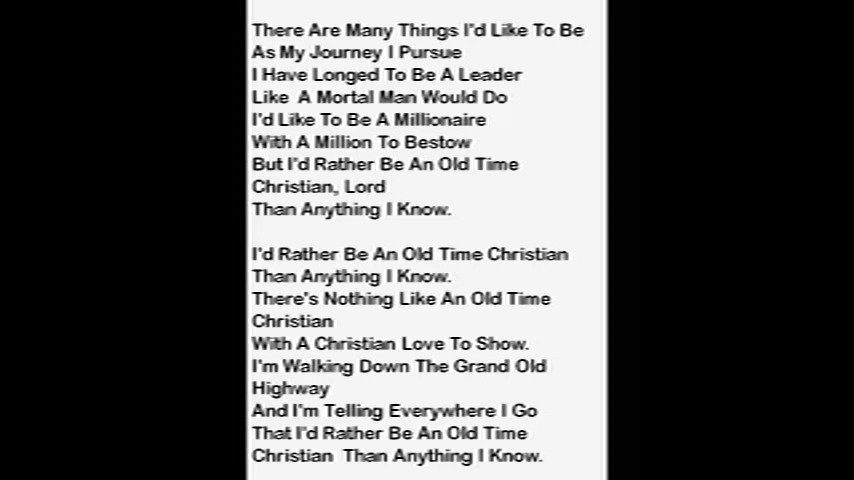 There Are Many Things I'd Like To Be
As My Journey I Pursue
I Have Longed To Be A Leader
Like A Mortal Man Would Do
I'd Like To Be A Millionaire
With A Million To Bestow
But I'd Rather Be An Old Time
Christian, Lord
Than Anything I Know.
I'd Rather Be An Old Time Christian
Than Anything I Know.
There's Nothing Like An Old Time
Christian
With A Christian Love To Show.
I'm Walking Down The Grand Old
Highway
And I'm Telling Everywhere I Go
That I'd Rather Be An Old Time
Christian Than Anything I Know.